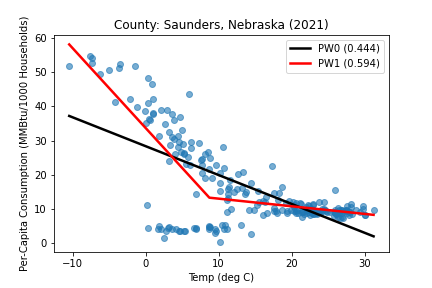 County: Saunders, Nebraska (2021)
PW0 (0.444)
PW1 (0.594)
Per-Capita Consumption (MMBtu/1000 Households)
60
50
40
30
20
10
0
−10 0 10 20 30
Temp (deg C)